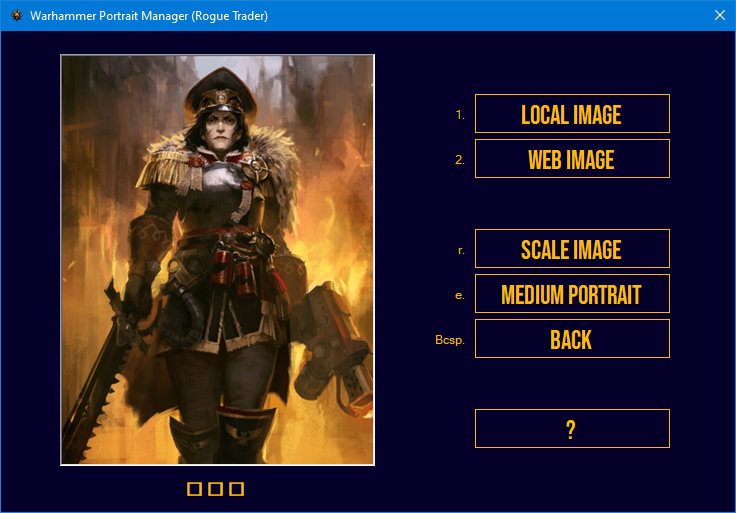 Warhammer Portrait Manager (Rogue Trader)
1. LOCAL IMAGE
2. WEB IMAGE
r. SCALE IMAGE
e. MEDIUM PORTRAIT
Bcsp. BACK
?